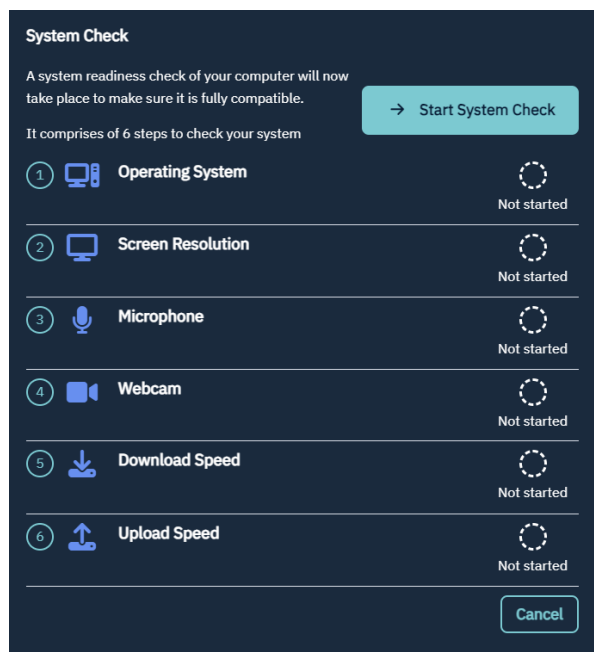 System Check
A system readiness check of your computer will now
take place to make sure it is fully compatible.
→ Start System Check
It comprises of 6 steps to check your system
1 Operating System
Not started
2 Screen Resolution
Not started
3 Microphone
Not started
4 Webcam
Not started
5 Download Speed
Not started
6 Upload Speed
Not started
Cancel